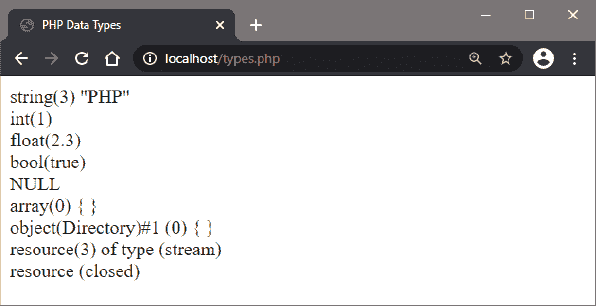 PHP Data Types
localhost/types.php
string(3) "PHP"
int(1)
float(2.3)
bool(true)
NULL
array(0) { }
object(Directory)#1 (0) { }
resource(3) of type (stream)
resource (closed)